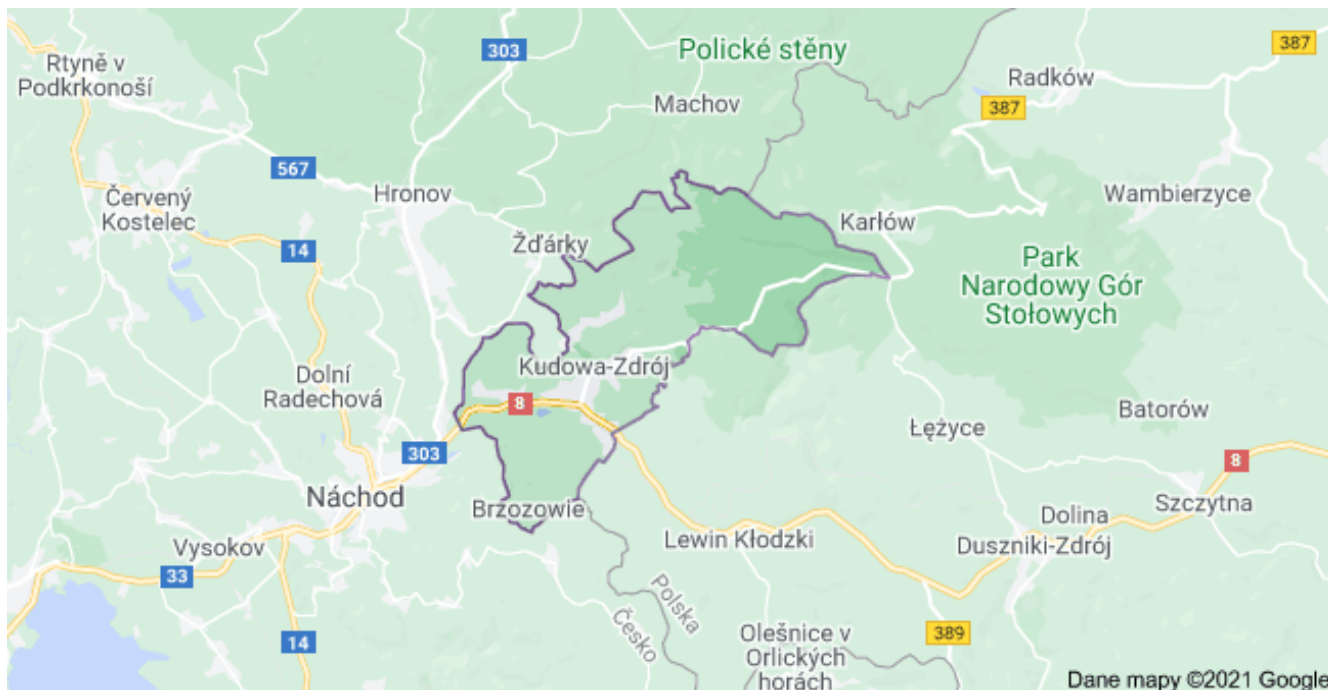 303
387
Polické stěny
Rtyně v
Podkrkonoší
Radków
387
Machov
567
Hronov
Červený
Kostelec
Wambierzyce
Karłów
14
Žďárky
Park
Narodowy Gór
Stołowych
Kudowa-Zdrój
Dolní
Radechová
8
Batorów
Łężyce
303
8
Náchod
Brzozowie
Szczytna
Dolina
Vysokov
Lewin Kłodzki
Duszniki-Zdrój
33
Polska
Česko
14
Olešnice v
Orlických
horách
389
Dane mapy ©2021 Google